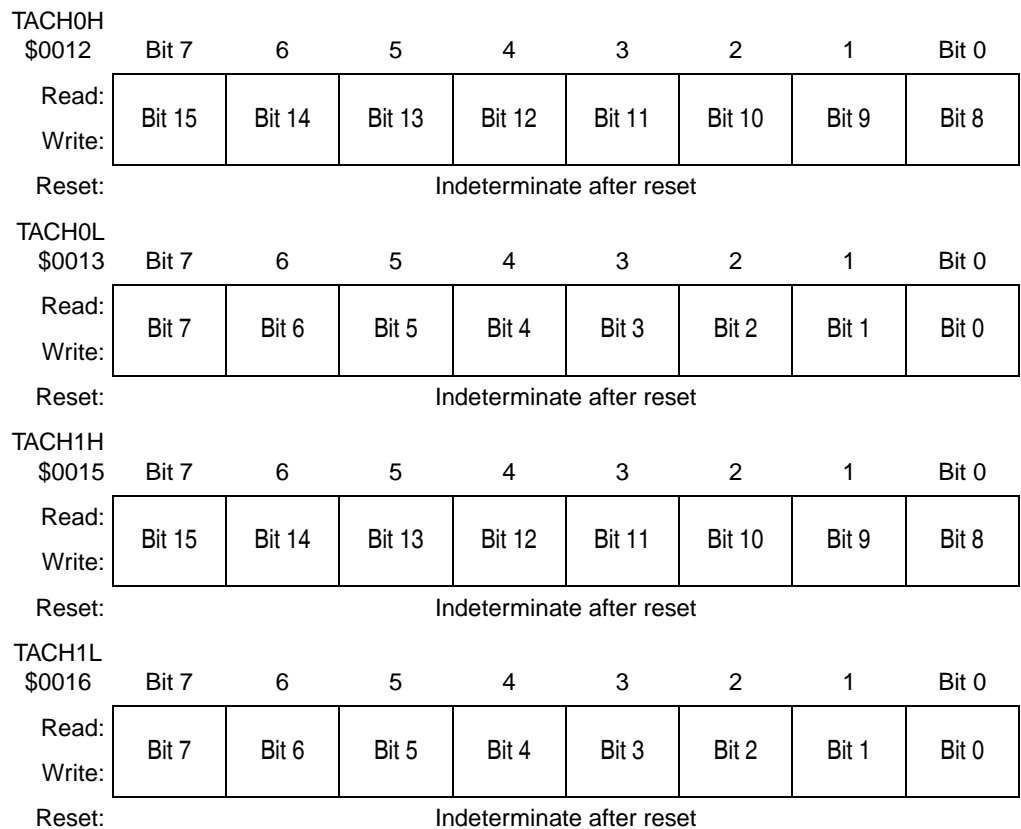 TACH0H
$0012 Bit 7 6 5 4 3 2 1 Bit 0
Read:
Bit 15 Bit 14 Bit 13 Bit 12 Bit 11 Bit 10 Bit 9 Bit 8
Write:
Reset: Indeterminate after reset
TACH0L
$0013 Bit 7 6 5 4 3 2 1 Bit 0
Read:
Bit 7 Bit 6 Bit 5 Bit 4 Bit 3 Bit 2 Bit 1 Bit 0
Write:
Reset: Indeterminate after reset
TACH1H
$0015 Bit 7 6 5 4 3 2 1 Bit 0
Read:
Bit 15 Bit 14 Bit 13 Bit 12 Bit 11 Bit 10 Bit 9 Bit 8
Write:
Reset: Indeterminate after reset
TACH1L
$0016 Bit 7 6 5 4 3 2 1 Bit 0
Read:
Bit 7 Bit 6 Bit 5 Bit 4 Bit 3 Bit 2 Bit 1 Bit 0
Write:
Reset: Indeterminate after reset